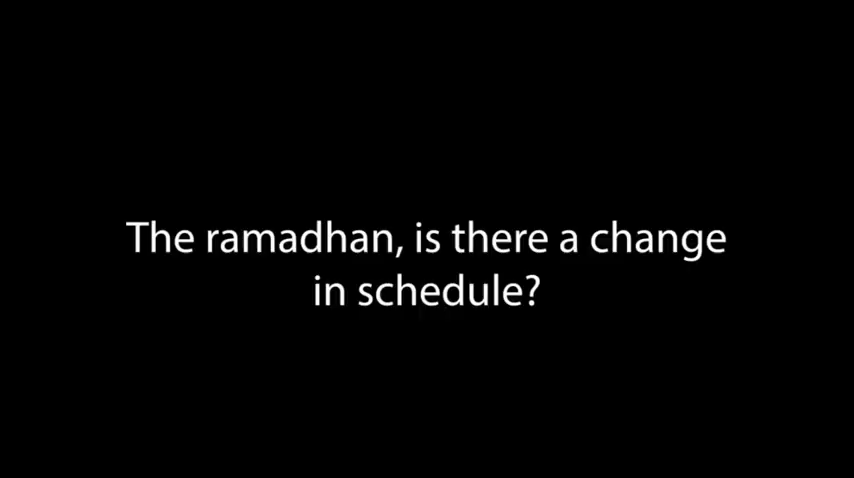 The ramadhan, is there a change
in schedule?